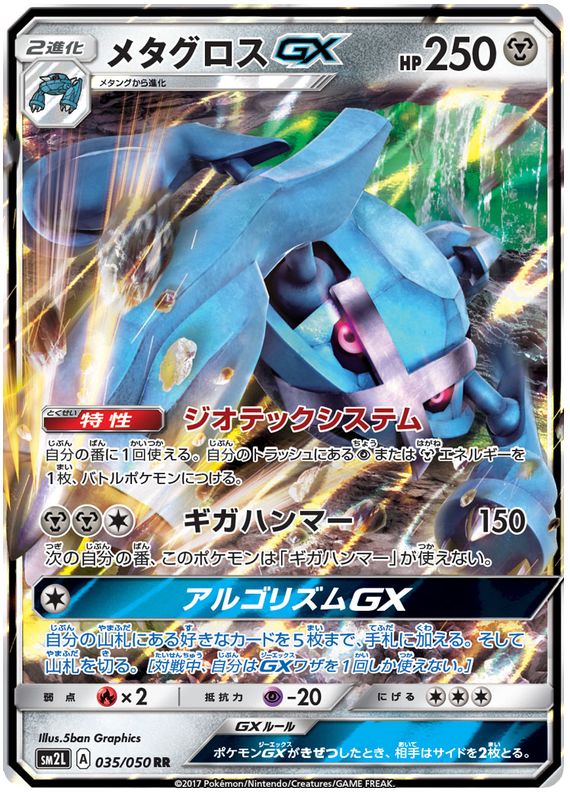 2進化
メタグロスGX
HP250
メタングから進化
とくせい
特性 ジオテックシステム
自分の番に1回使える。自分のトラッシュにあるまたはエネルギーを
1枚、バトルポケモンにつける。
ギガハンマー 150
次の自分の番、このポケモンは「ギガハンマー」が使えない。
アルゴリズムGX
自分の山札にある好きなカードを5枚まで、手札に加える。そして
山札を切る。[対戦中、自分はGXワザを1回しか使えない。]
弱点 ×2 抵抗力 -20 にげる
GXルール
ポケモンGXがきぜつしたとき、相手はサイドを2枚とる。
Illus.5ban Graphics
SM2L A 035/050 RR
©2017 Pokémon/Nintendo/Creatures/GAME FREAK.